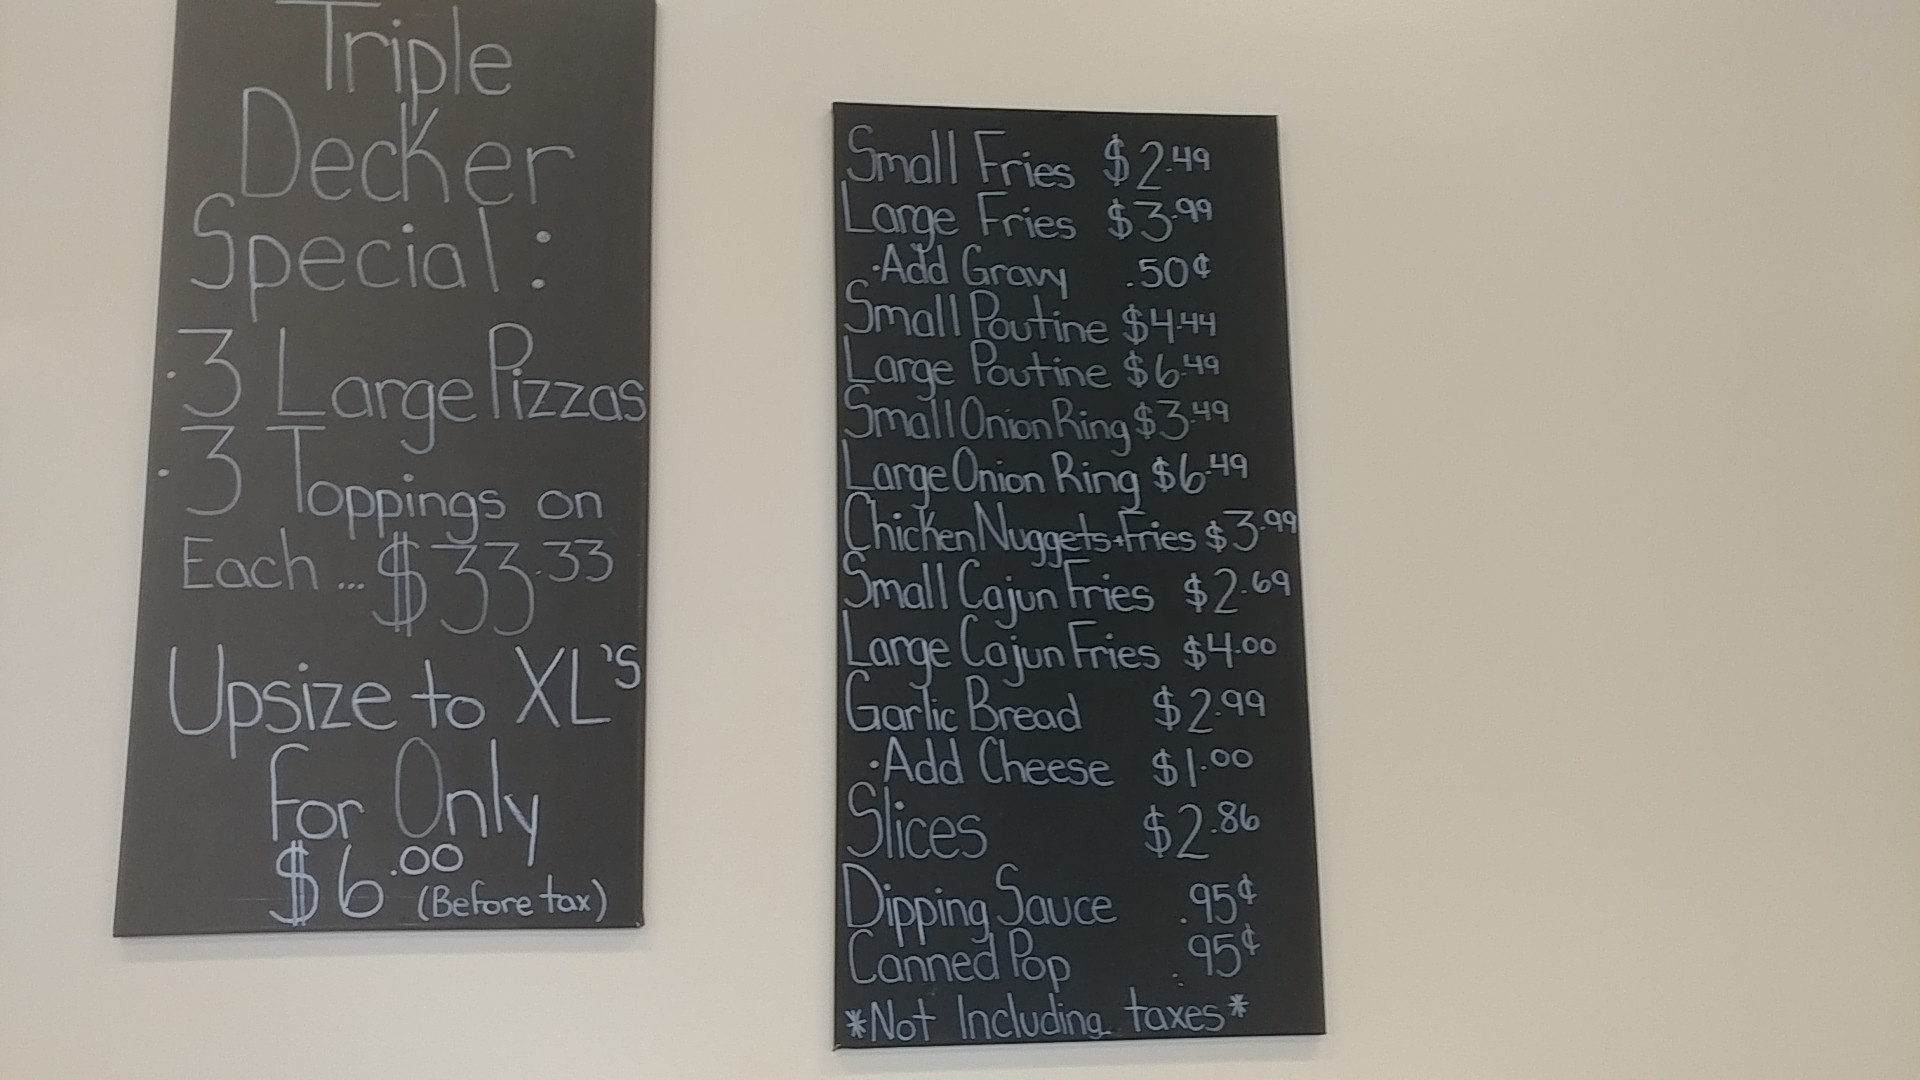 Triple
Decker
Special:
·3 Large Pizzas
·3 Toppings on
Each... $33.33
Upsize to XL's
For Only
$6.00 (Before tax)
Small Fries $2.49
Large Fries $3.99
·Add Gravy .50¢
Small Poutine $4.44
Large Poutine $6.49
Small Onion Ring $3.49
Large Onion Ring $6.49
Chicken Nuggets+Fries $3.99
Small Cajun Fries $2.69
Large Cajun Fries $4.00
Garlic Bread $2.99
·Add Cheese $1.00
Slices $2.86
Dipping Sauce .95¢
Canned Pop .95¢
*Not Including taxes*